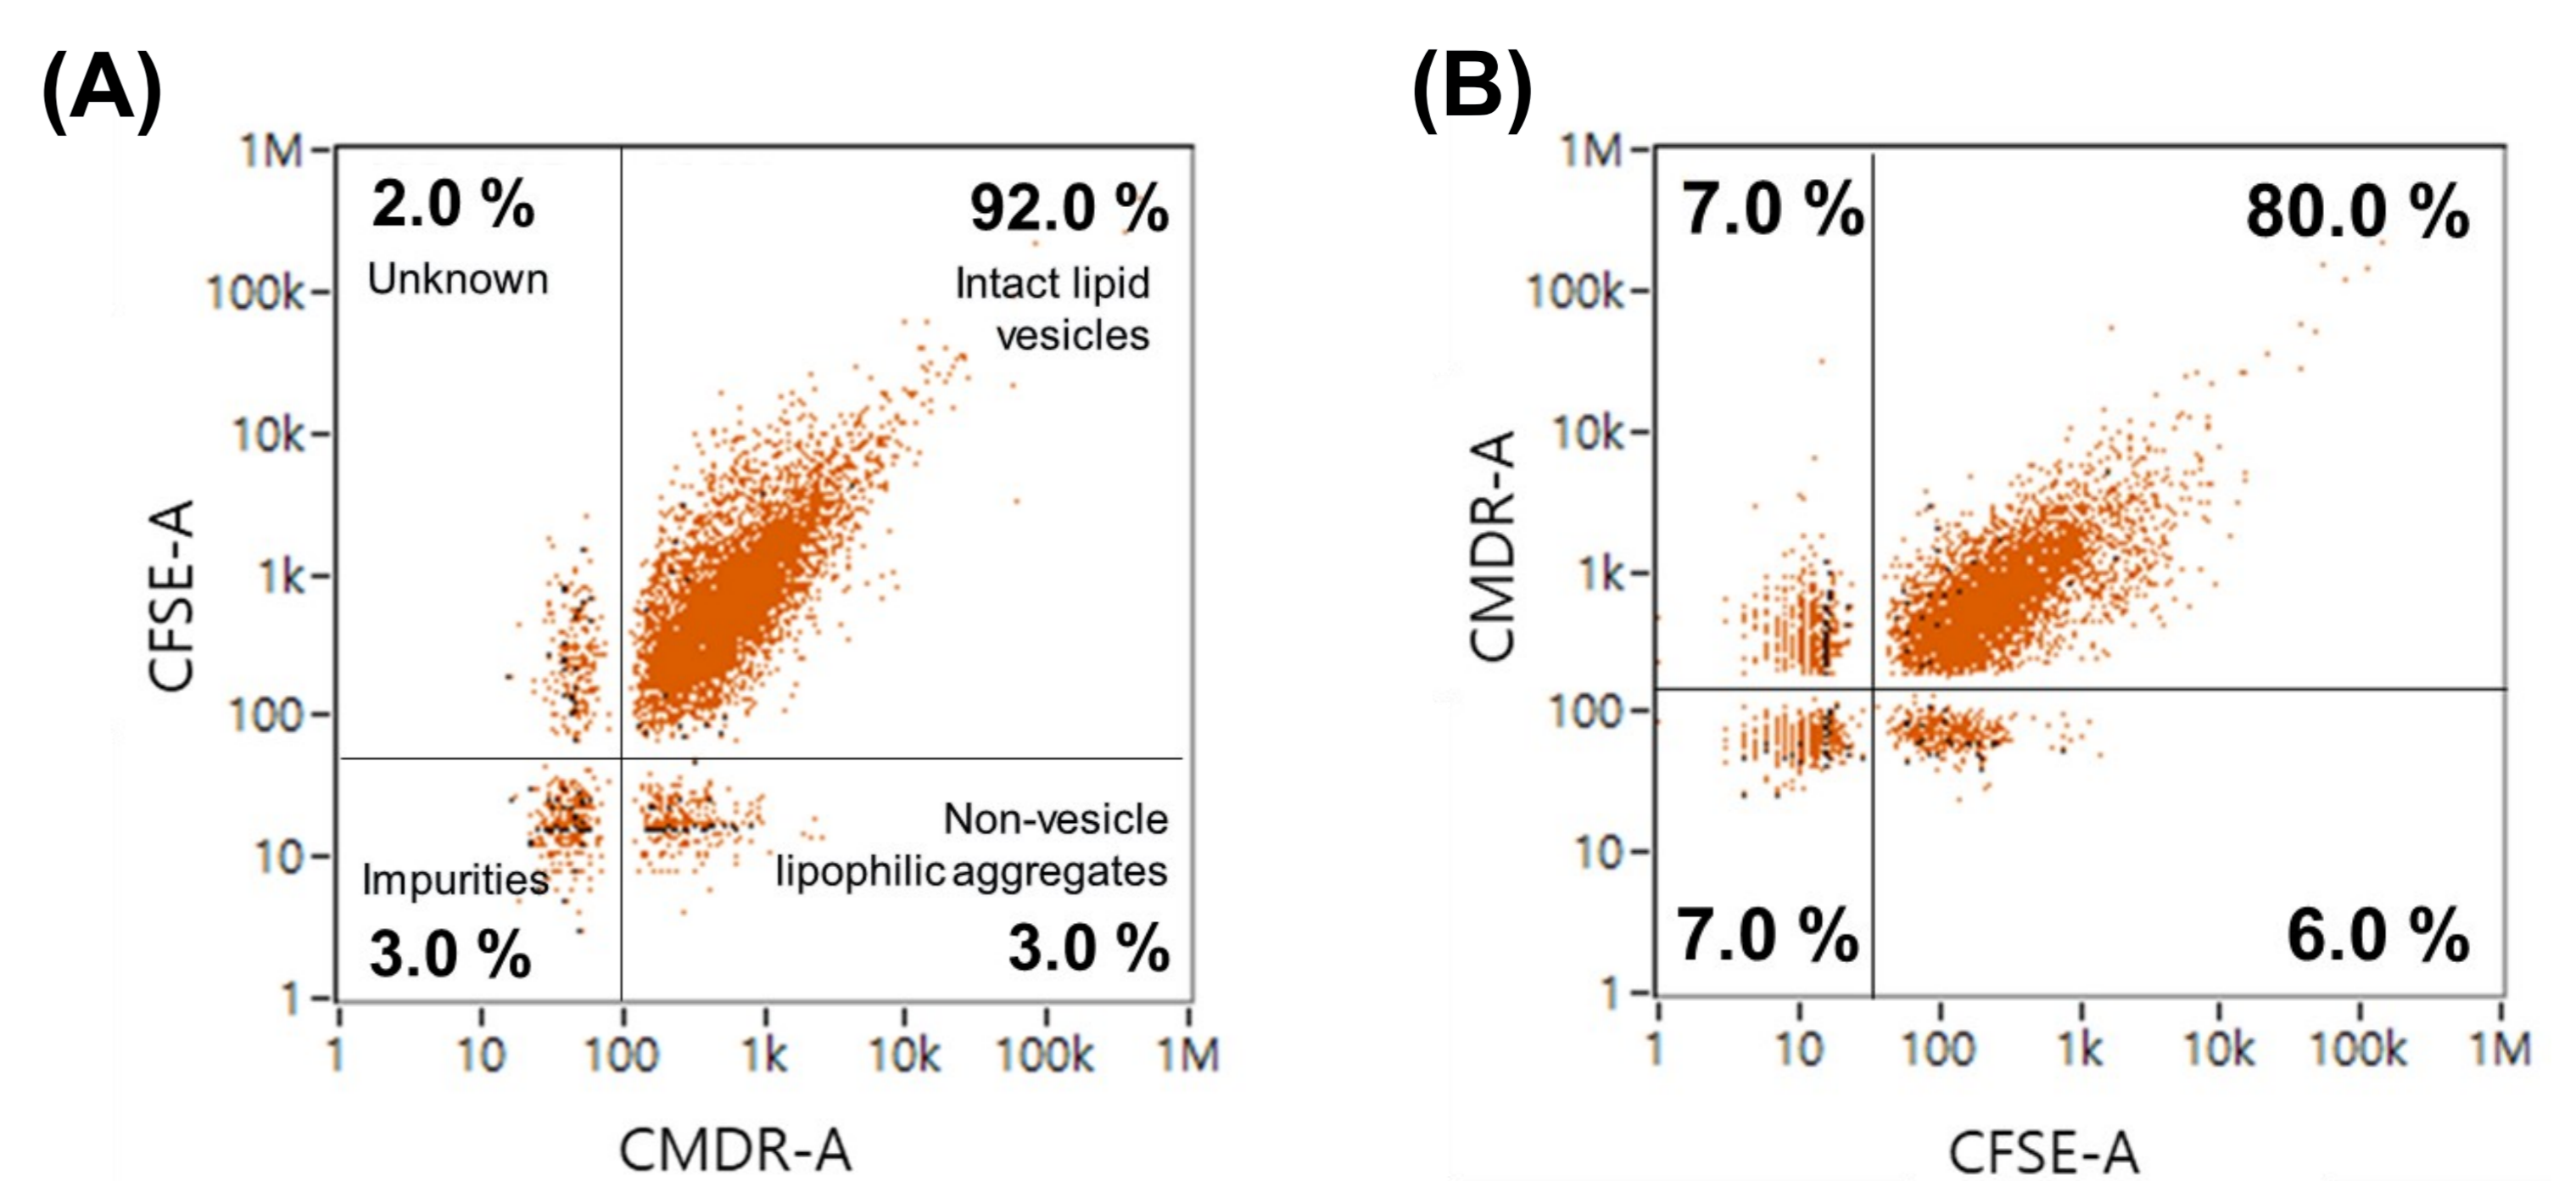 (A)
1M
100k
10k
1k
100
10
1
CFSE-A
2.0 %
Unknown
92.0 %
Intact lipid
vesicles
Impurities
3.0 %
Non-vesicle
lipophilic aggregates
3.0 %
1 10 100 1k 10k 100k 1M
CMDR-A
(B)
1M
100k
10k
1k
100
10
1
CMDR-A
7.0 %
80.0 %
7.0 %
6.0 %
1 10 100 1k 10k 100k 1M
CFSE-A